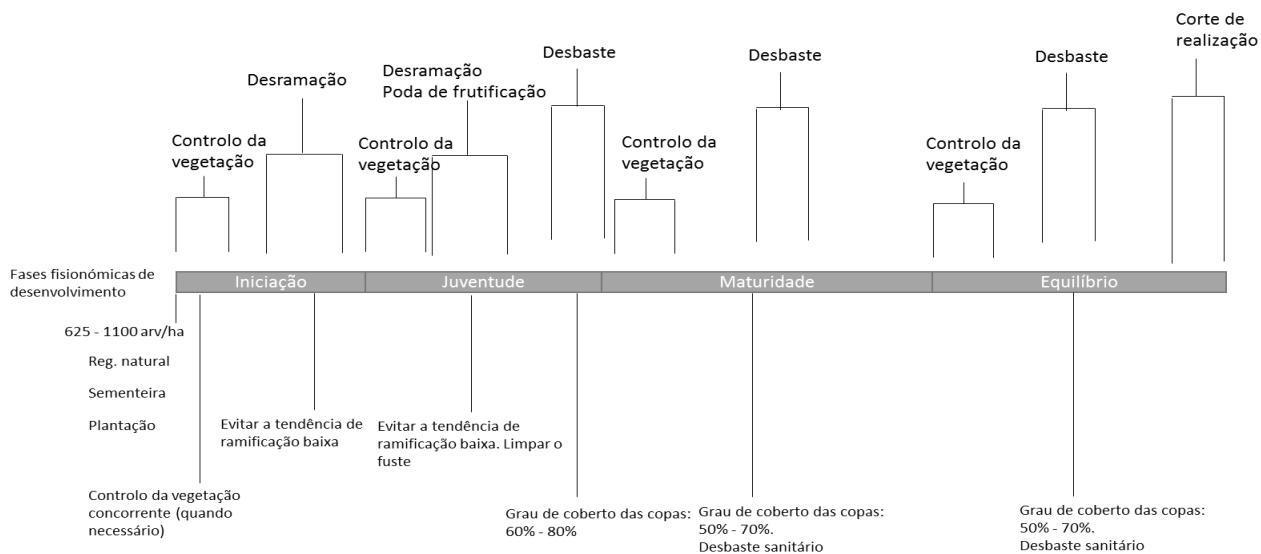 Corte de
realização
Desbaste
Desbaste
Desbaste
Desramação
Desramação
Poda de frutificação
Controlo da
vegetação
Controlo da
vegetação
Controlo da
vegetação
Controlo da
vegetação
Fases fisionómicas de
desenvolvimento
Iniciação
Juventude
Maturidade
Equilíbrio
625 - 1100 arv/ha
Reg. natural
Sementeira
Plantação
Evitar a tendência de
ramificação baixa
Evitar a tendência de
ramificação baixa. Limpar o
fuste
Controlo da vegetação
concorrente (quando
necessário)
Grau de coberto das copas:
60% - 80%
Grau de coberto das copas:
50% - 70%.
Desbaste sanitário
Grau de coberto das copas:
50% - 70%.
Desbaste sanitário